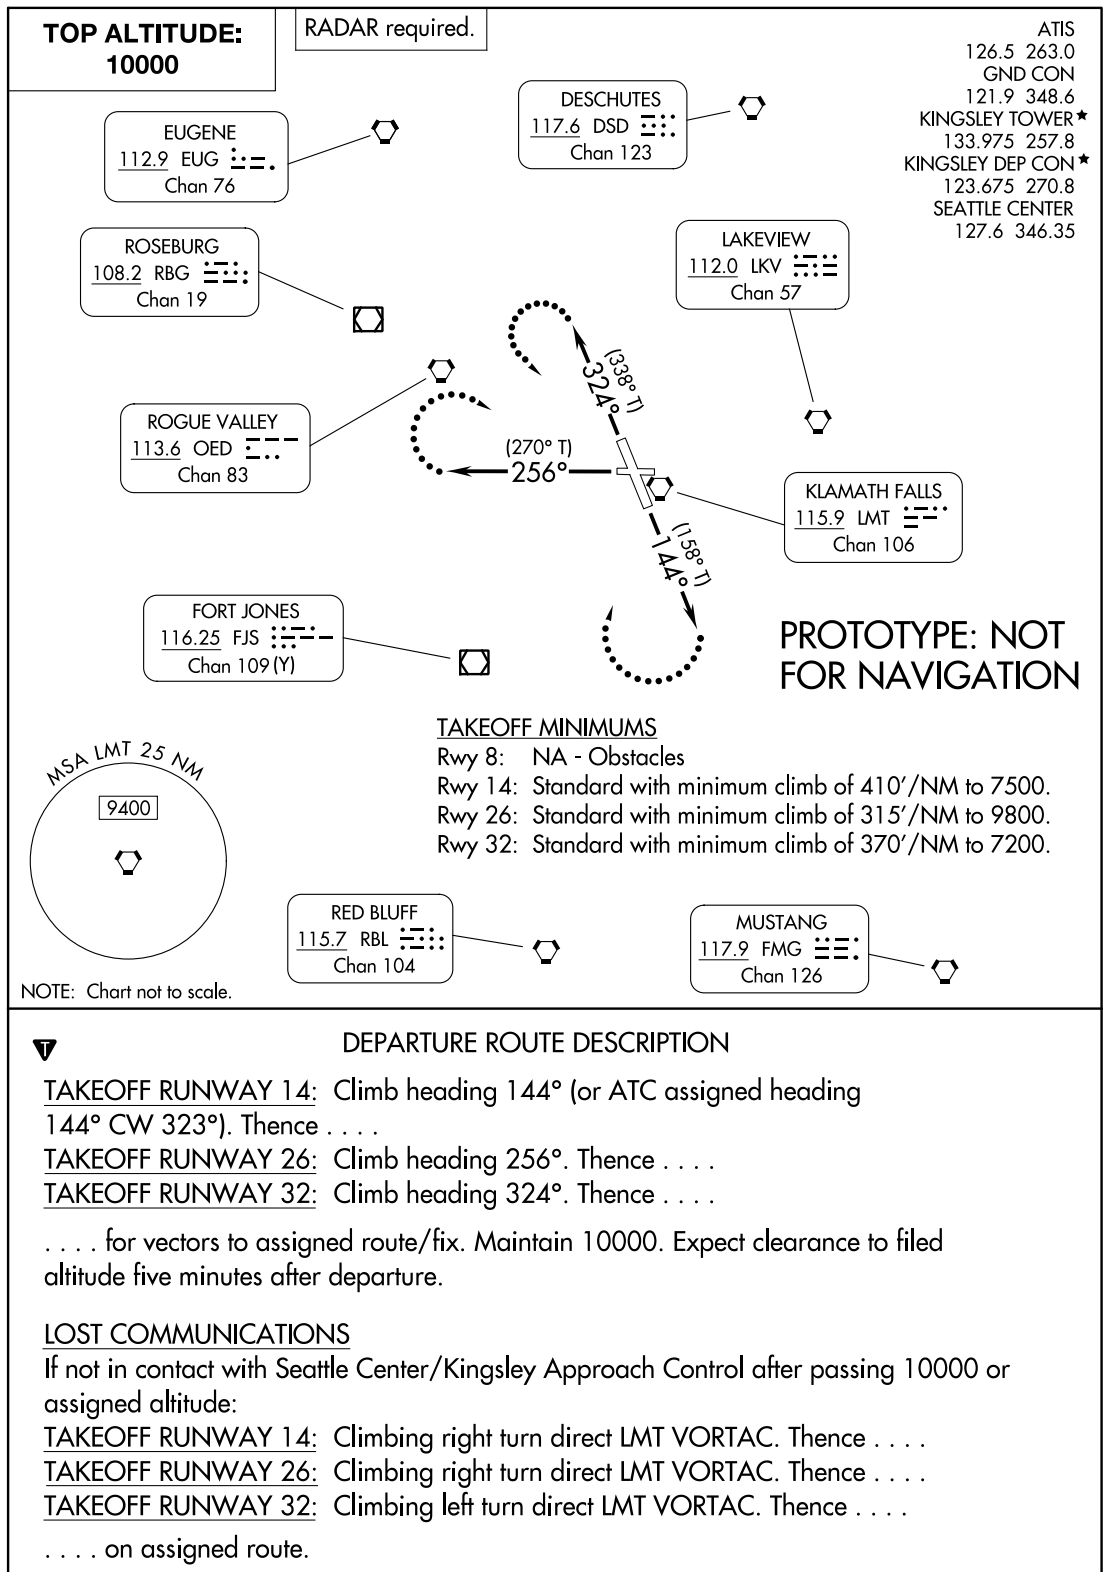 TOP ALTITUDE:
10000
RADAR required.
ATIS
126.5 263.0
GND CON
121.9 348.6
KINGSLEY TOWER★
133.975 257.8
KINGSLEY DEP CON★
123.675 270.8
SEATTLE CENTER
127.6 346.35
EUGENE
112.9 EUG
Chan 76
DESCHUTES
117.6 DSD
Chan 123
ROSEBURG
108.2 RBG
Chan 19
LAKEVIEW
112.0 LKV
Chan 57
(338° T)
324°
ROGUE VALLEY
113.6 OED
Chan 83
(270° T)
256°
KLAMATH FALLS
115.9 LMT
Chan 106
(158° T)
144°
FORT JONES
116.25 FJS
Chan 109 (Y)
PROTOTYPE: NOT
FOR NAVIGATION
MSA LMT 25 NM
9400
TAKEOFF MINIMUMS
Rwy 8: NA - Obstacles
Rwy 14: Standard with minimum climb of 410'/NM to 7500.
Rwy 26: Standard with minimum climb of 315'/NM to 9800.
Rwy 32: Standard with minimum climb of 370'/NM to 7200.
RED BLUFF
115.7 RBL
Chan 104
MUSTANG
117.9 FMG
Chan 126
NOTE: Chart not to scale.
T
DEPARTURE ROUTE DESCRIPTION
TAKEOFF RUNWAY 14: Climb heading 144° (or ATC assigned heading
144° CW 323°). Thence . . . .
TAKEOFF RUNWAY 26: Climb heading 256°. Thence . . . .
TAKEOFF RUNWAY 32: Climb heading 324°. Thence . . . .
. . . . for vectors to assigned route/fix. Maintain 10000. Expect clearance to filed
altitude five minutes after departure.
LOST COMMUNICATIONS
If not in contact with Seattle Center/Kingsley Approach Control after passing 10000 or
assigned altitude:
TAKEOFF RUNWAY 14: Climbing right turn direct LMT VORTAC. Thence . . . .
TAKEOFF RUNWAY 26: Climbing right turn direct LMT VORTAC. Thence . . . .
TAKEOFF RUNWAY 32: Climbing left turn direct LMT VORTAC. Thence . . . .
. . . . on assigned route.